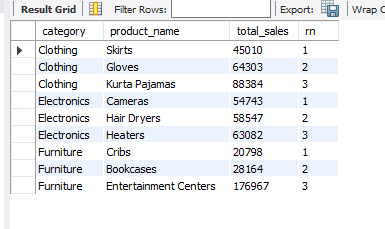 Result Grid Filter Rows: Export: Wrap C
category product_name total_sales rn
Clothing Skirts 45010 1
Clothing Gloves 64303 2
Clothing Kurta Pajamas 88384 3
Electronics Cameras 54743 1
Electronics Hair Dryers 58547 2
Electronics Heaters 63082 3
Furniture Cribs 20798 1
Furniture Bookcases 28164 2
Furniture Entertainment Centers 176967 3